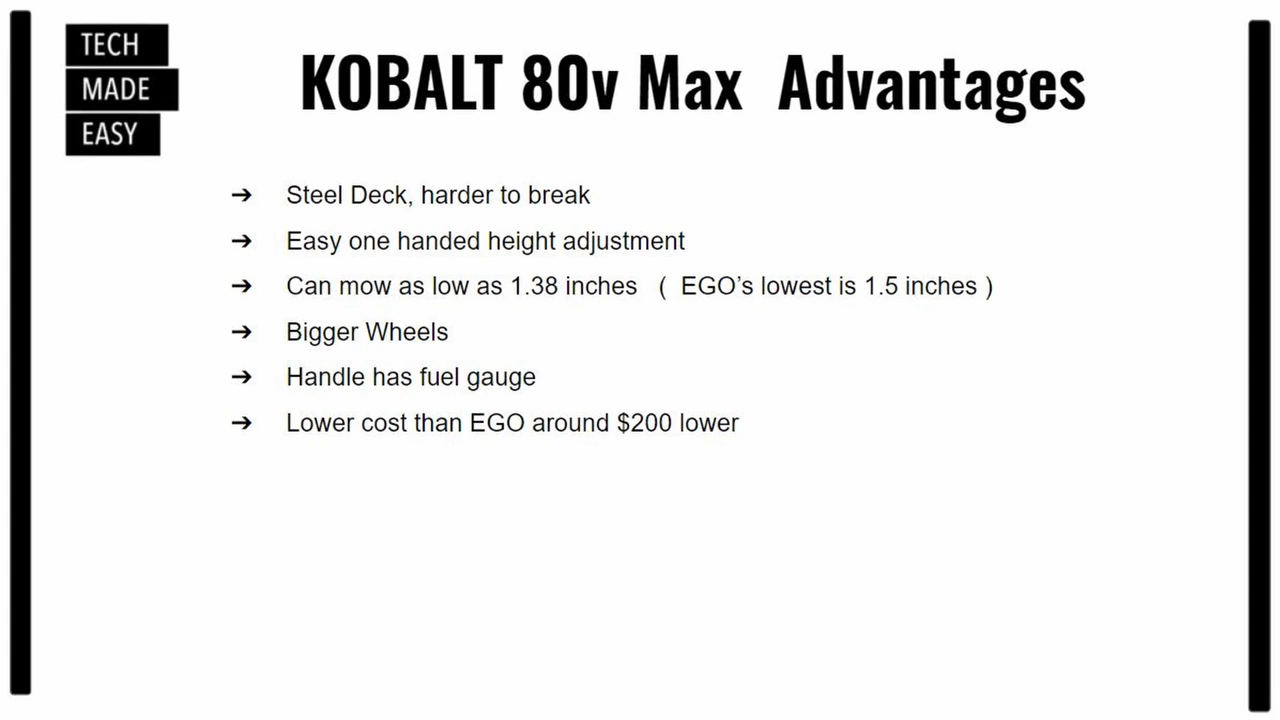 TECH
MADE
EASY
KOBALT 80v Max  Advantages
➔ Steel Deck, harder to break
➔ Easy one handed height adjustment
➔ Can mow as low as 1.38 inches   (  EGO’s lowest is 1.5 inches )
➔ Bigger Wheels
➔ Handle has fuel gauge
➔ Lower cost than EGO around $200 lower